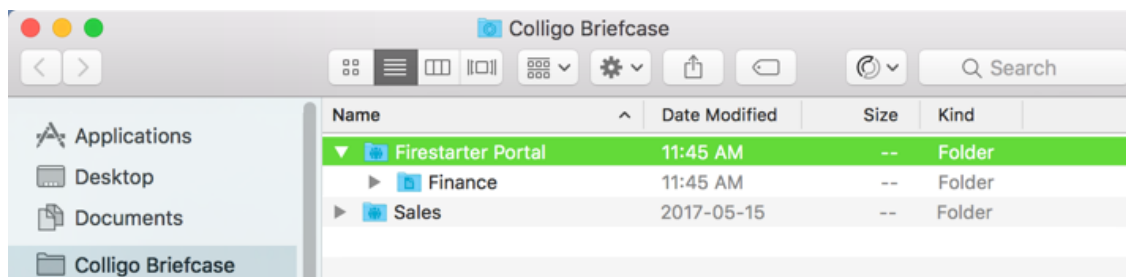 Colligo Briefcase
Search
Applications
Desktop
Documents
Colligo Briefcase
Name Date Modified Size Kind
Firestarter Portal 11:45 AM -- Folder
Finance 11:45 AM -- Folder
Sales 2017-05-15 -- Folder